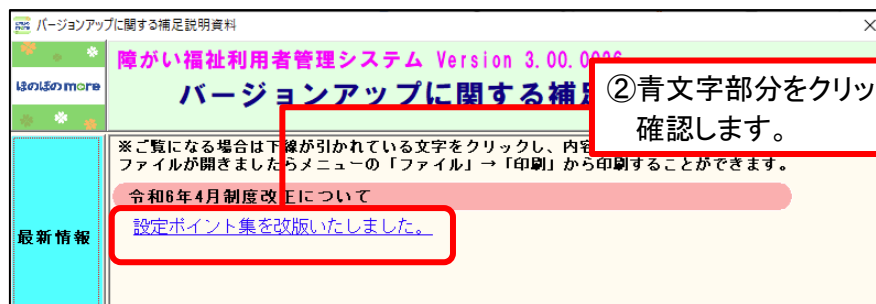 バージョンアップに関する補足説明資料
ほのぼのmore
障がい福祉利用者管理システム Version 3.00.0
バージョンアップに関する補
②青文字部分をクリッ
確認します。
※ご覧になる場合は下線が引かれている文字をクリックし、内容
ファイルが開きましたらメニューの「ファイル」→「印刷」から印刷することができます。
令和6年4月制度改正について
最新情報
設定ポイント集を改版いたしました。